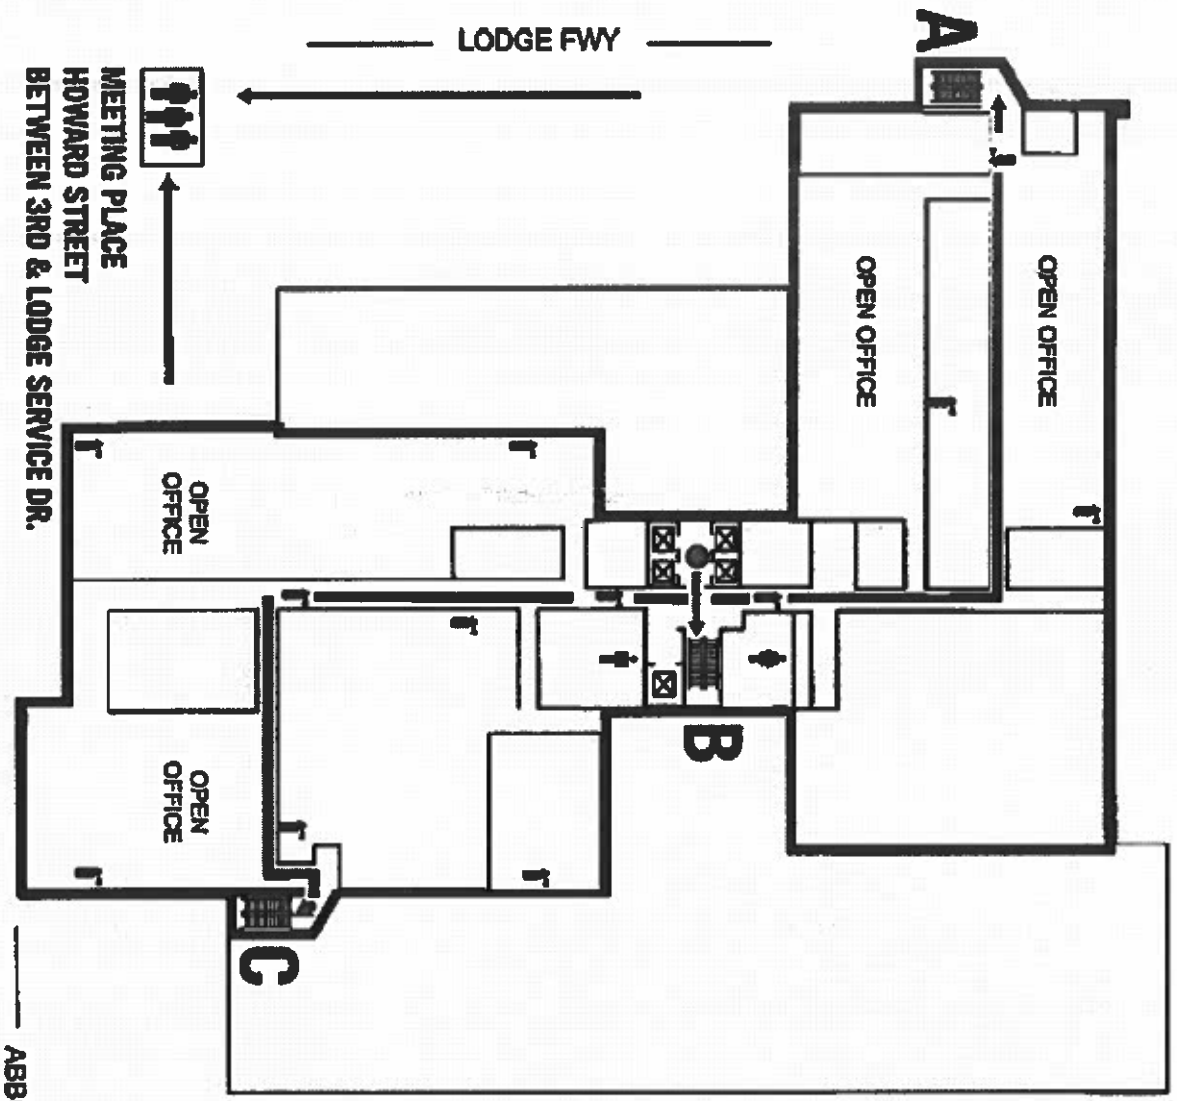 LODGE FWY
A
MEETING PLACE
HOWARD STREET
BETWEEN 3RD & LODGE SERVICE DR.
OPEN OFFICE
OPEN OFFICE
OPEN
OFFICE
B
OPEN
OFFICE
C
ABB